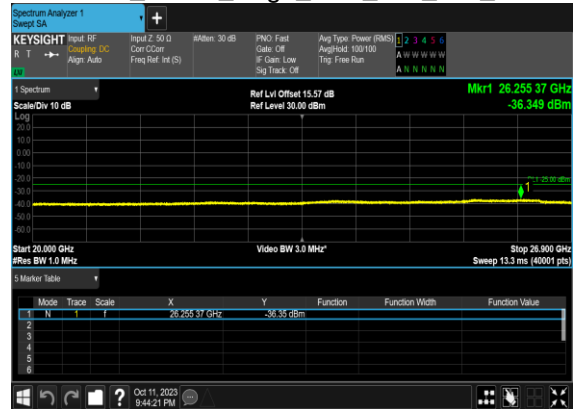 Spectrum Analyzer 1
Swept SA
+
KEYSIGHT Input: RF Input Z: 50 Ω #Atten: 30 dB PNO: Fast Avg Type: Power (RMS) 1 2 3 4 5 6
R T Coupling: DC Corr CCorr Gate: Off Avg|Hold: 100/100 A W W W W W
Align: Auto Freq Ref: Int (S) IF Gain: Low Trig: Free Run
LW Sig Track: Off A N N N N N
1 Spectrum Ref Lvl Offset 15.57 dB Mkr1 26.255 37 GHz
Scale/Div 10 dB Ref Level 30.00 dBm -36.349 dBm
Log
20.0
10.0
0.00
-10.0
-20.0
-25.00 dBm
-30.0
1
-40.0
-50.0
-60.0
Start 20.000 GHz Video BW 3.0 MHz* Stop 26.900 GHz
#Res BW 1.0 MHz Sweep 13.3 ms (40001 pts)
5 Marker Table
Mode Trace Scale X Y Function Function Width Function Value
1 N 1 f 26.255 37 GHz -36.35 dBm
2
3
4
5
6
? Oct 11, 2023
9:44:21 PM